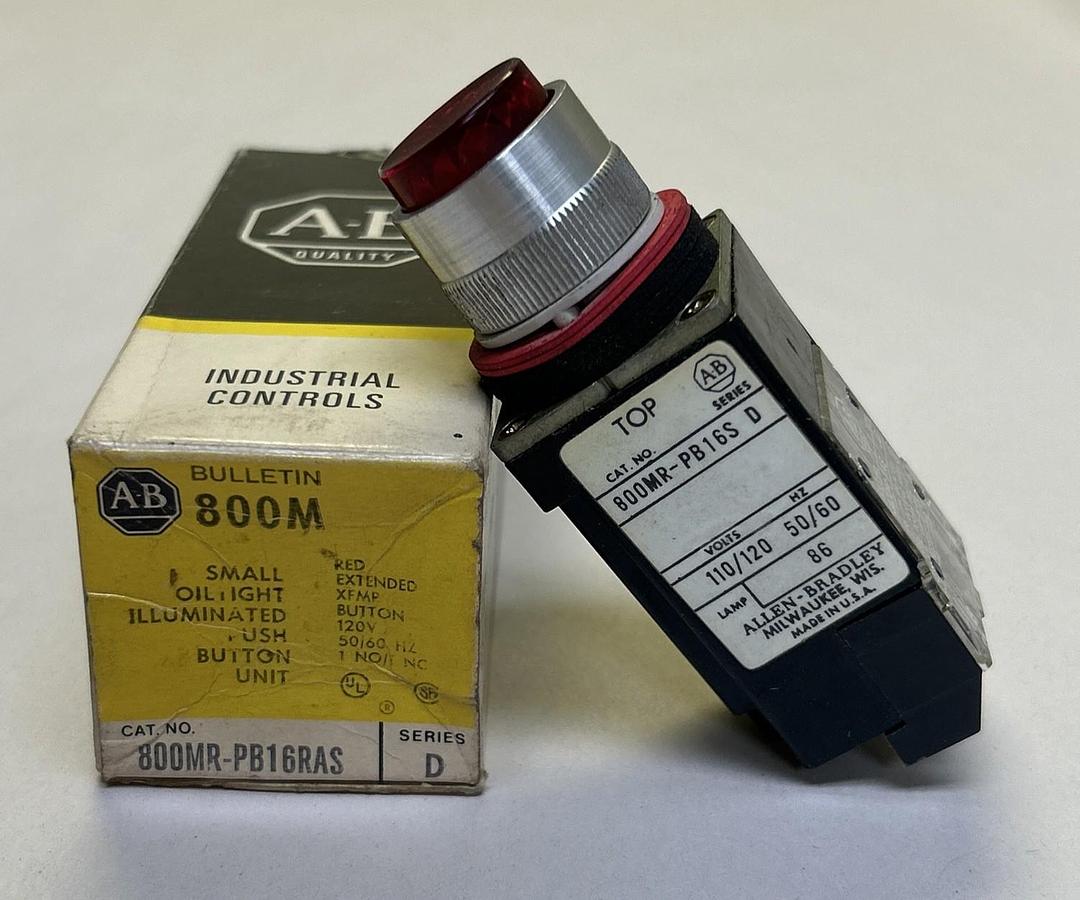 A-B
QUALITY
INDUSTRIAL
CONTROLS
A-B
BULLETIN
800M
SMALL
OILTIGHT
ILLUMINATED
PUSH
BUTTON
UNIT
RED
EXTENDED
XFMR
BUTTON
120V
50/60 HZ
1 NO/1 NC
UL
®
SA
CAT. NO.
800MR-PB16RAS
SERIES
D
TOP
A-B
CAT. NO.
SERIES
800MR-PB16S D
VOLTS HZ
110/120 50/60
LAMP 86
ALLEN-BRADLEY
MILWAUKEE, WIS.
MADE IN U.S.A.